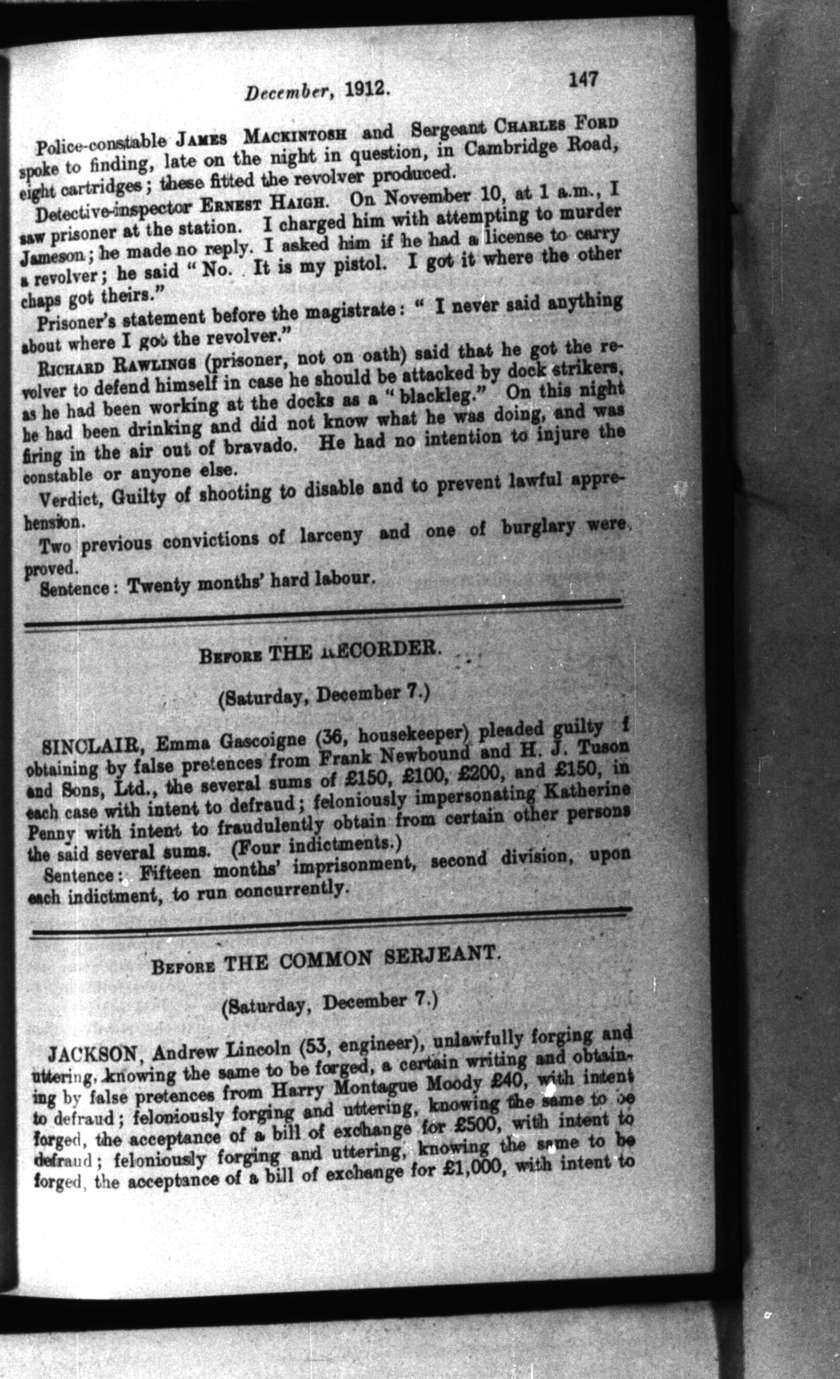 December, 1912.
147
Police-constable JAMES MACKINTOSH and Sergeant CHARLES FORD
spoke to finding, late on the night in question, in Cambridge Road,
eight cartridges; these fitted the revolver produced.
Detective-inspector ERNEST HAIGH. On November 10, at 1 a.m., I
saw prisoner at the station. I charged him with attempting to murder
Jameson; he made no reply. I asked him if he had a license to carry
a revolver; he said "No. It is my pistol. I got it where the other
chaps got theirs."
Prisoner's statement before the magistrate: "I never said anything
about where I got the revolver."
RICHARD RAWLINGS (prisoner, not on oath) said that he got the re-
volver to defend himself in case he should be attacked by dock strikers,
as he had been working at the docks as a "blackleg." On this night
he had been drinking and did not know what he was doing, and was
firing in the air out of bravado. He had no intention to injure the
constable or anyone else.
Verdict, Guilty of shooting to disable and to prevent lawful appre-
hension.
Two previous convictions of larceny and one of burglary were
proved.
Sentence: Twenty months' hard labour.
BEFORE THE RECORDER.
(Saturday, December 7.)
SINCLAIR, Emma Gascoigne (36, housekeeper) pleaded guilty f
obtaining by false pretences from Frank Newbound and H. J. Tuson
and Sons, Ltd., the several sums of £150, £100, £200, and £150, in
each case with intent to defraud; feloniously impersonating Katherine
Penny with intent to fraudulently obtain from certain other persons
the said several sums. (Four indictments.)
Sentence: Fifteen months' imprisonment, second division, upon
each indictment, to run concurrently.
BEFORE THE COMMON SERJEANT.
(Saturday, December 7.)
JACKSON, Andrew Lincoln (53, engineer), unlawfully forging and
uttering, knowing the same to be forged, a certain writing and obtain-
ing by false pretences from Harry Montague Moody £40, with intent
to defraud; feloniously forging and uttering, knowing the same to be
forged, the acceptance of a bill of exchange for £500, with intent to
defraud; feloniously forging and uttering, knowing the same to be
forged, the acceptance of a bill of exchange for £1,000, with intent to